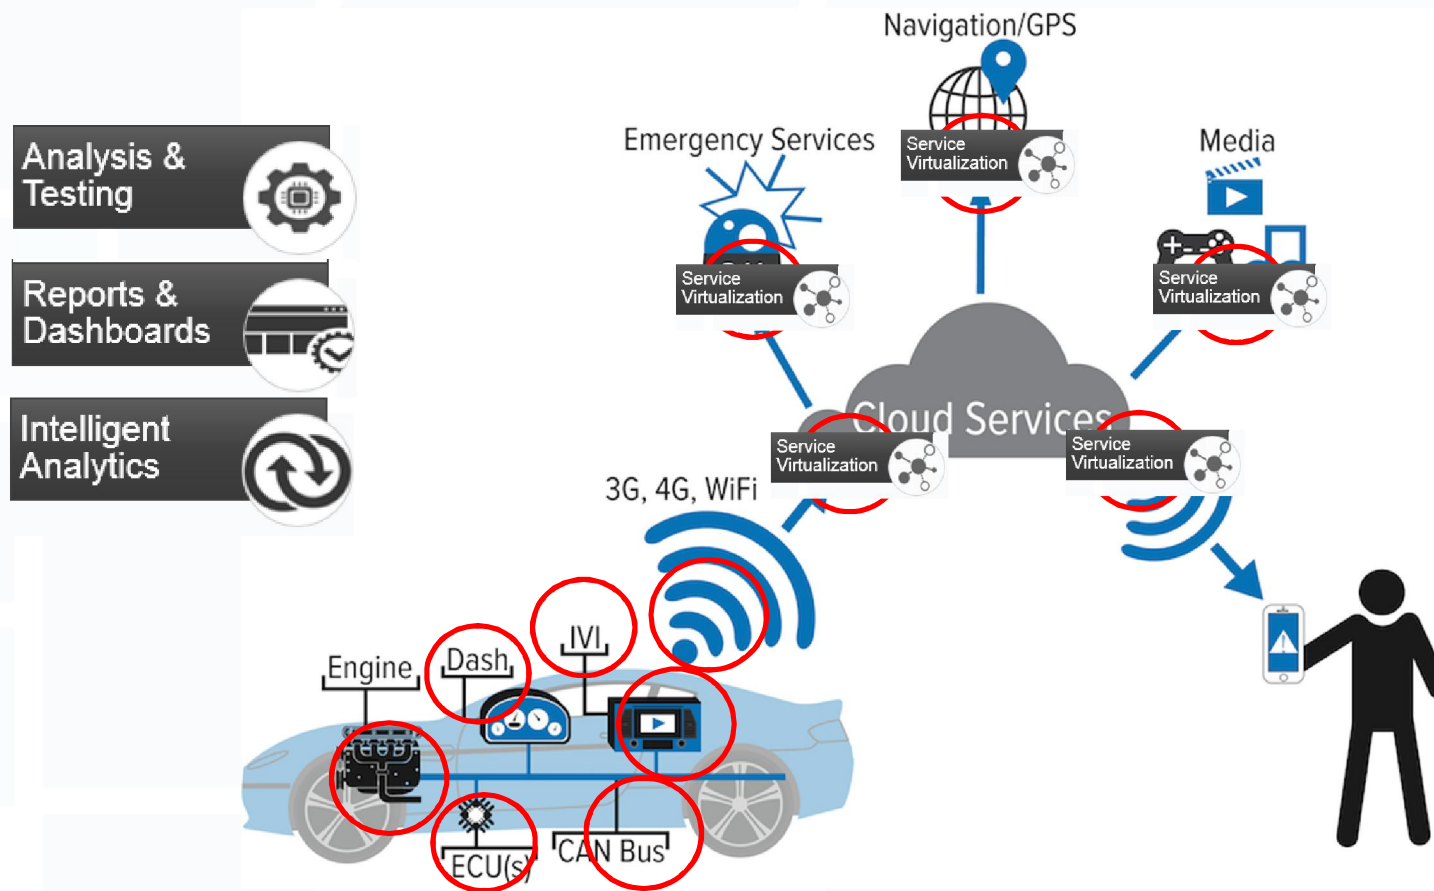 Navigation/GPS
Emergency Services
Media
Analysis &
Testing
Service
Virtualization
Service
Virtualization
Service
Virtualization
Reports &
Dashboards
Cloud Services
Intelligent
Analytics
Service
Virtualization
Service
Virtualization
3G, 4G, WiFi
IVI
Dash
Engine
CAN Bus
ECU(s)